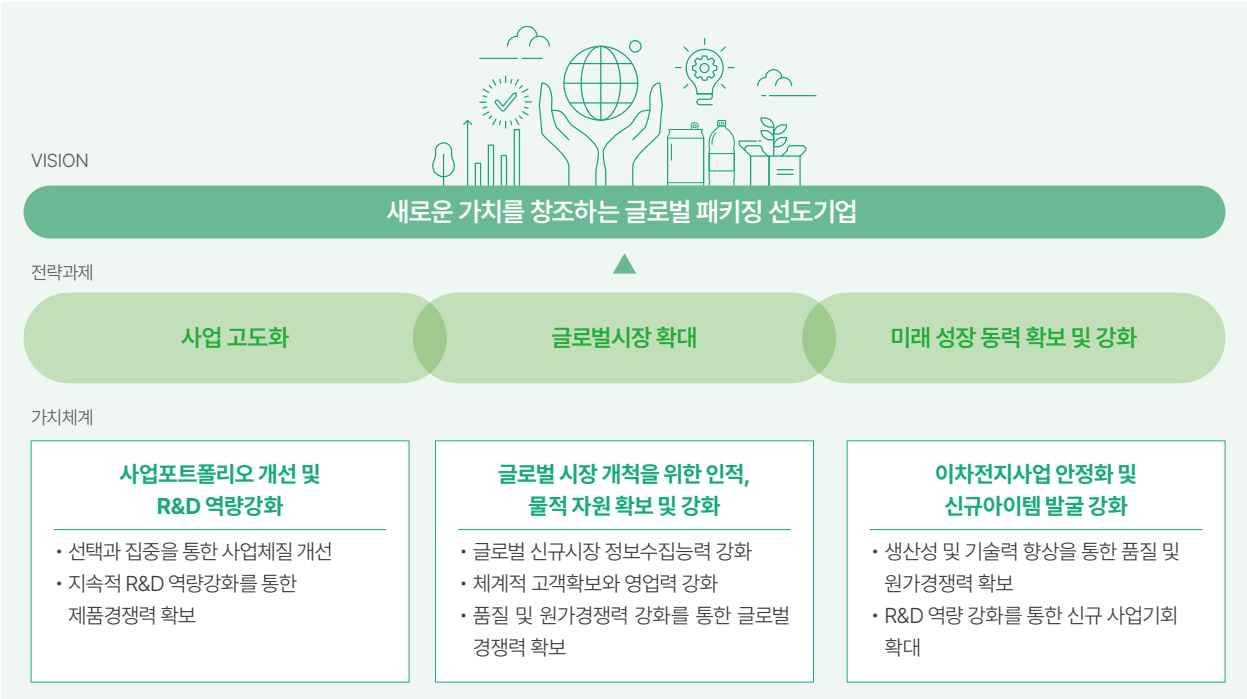 VISION
새로운 가치를 창조하는 글로벌 패키징 선도기업
전략과제
사업 고도화
글로벌시장 확대
미래 성장 동력 확보 및 강화
가치체계
사업포트폴리오 개선 및
R&D 역량강화
• 선택과 집중을 통한 사업체질 개선
• 지속적 R&D 역량강화를 통한
제품경쟁력 확보
글로벌 시장 개척을 위한 인적,
물적 자원 확보 및 강화
• 글로벌 신규시장 정보수집능력 강화
• 체계적 고객확보와 영업력 강화
• 품질 및 원가경쟁력 강화를 통한 글로벌
경쟁력 확보
이차전지사업 안정화 및
신규아이템 발굴 강화
• 생산성 및 기술력 향상을 통한 품질 및
원가경쟁력 확보
• R&D 역량 강화를 통한 신규 사업기회
확대